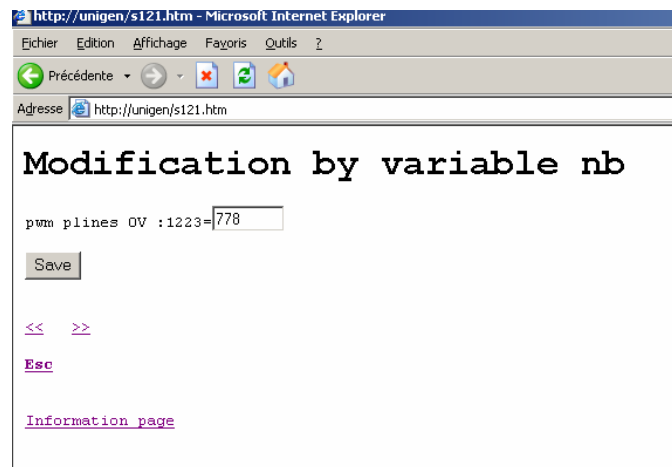 http://unigen/s121.htm - Microsoft Internet Explorer
Fichier Edition Affichage Favoris Outils ?
Précédente
Adresse http://unigen/s121.htm
Modification by variable nb
pwm plines 0V :1223=778
Save
<< >>
Esc
Information page